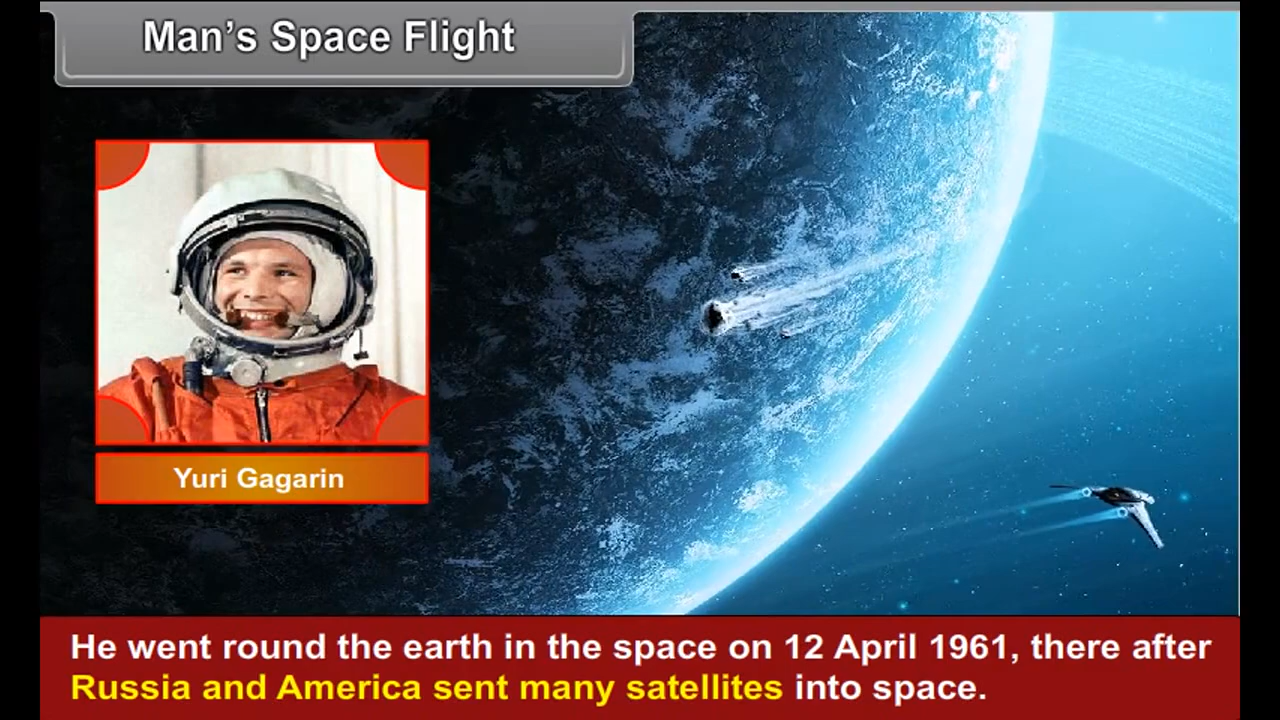 Man’s Space Flight
Yuri Gagarin
He went round the earth in the space on 12 April 1961, there after
Russia and America sent many satellites into space.